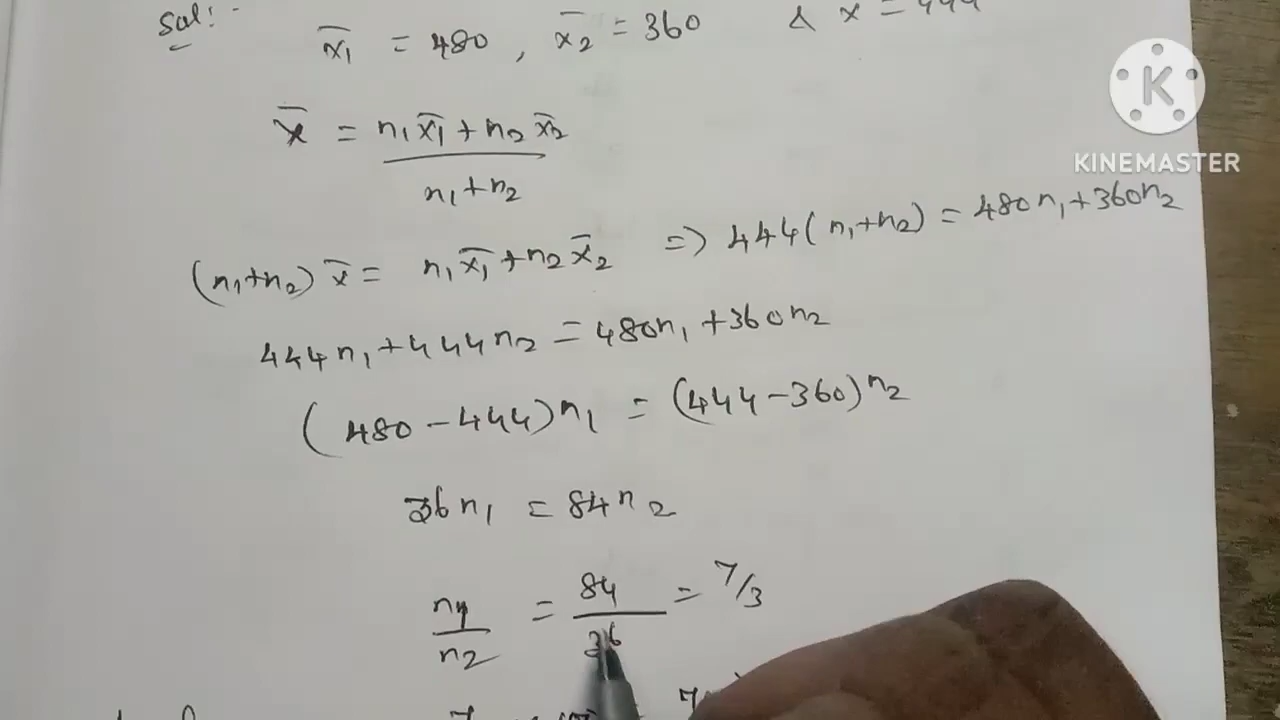 Sol:-
x̄1 = 480, x̄2 = 360 & x = 444
x̄ = n1x̄1 + n2x̄2 / n1+n2
(n1+n2) x̄ = n1x̄1 + n2x̄2 => 444(n1+n2) = 480n1+360n2
444n1+444n2 = 480n1+360n2
(480-444)n1 = (444-360)n2
36n1 = 84n2
n1/n2 = 84/36 = 7/3
K
KINEMASTER